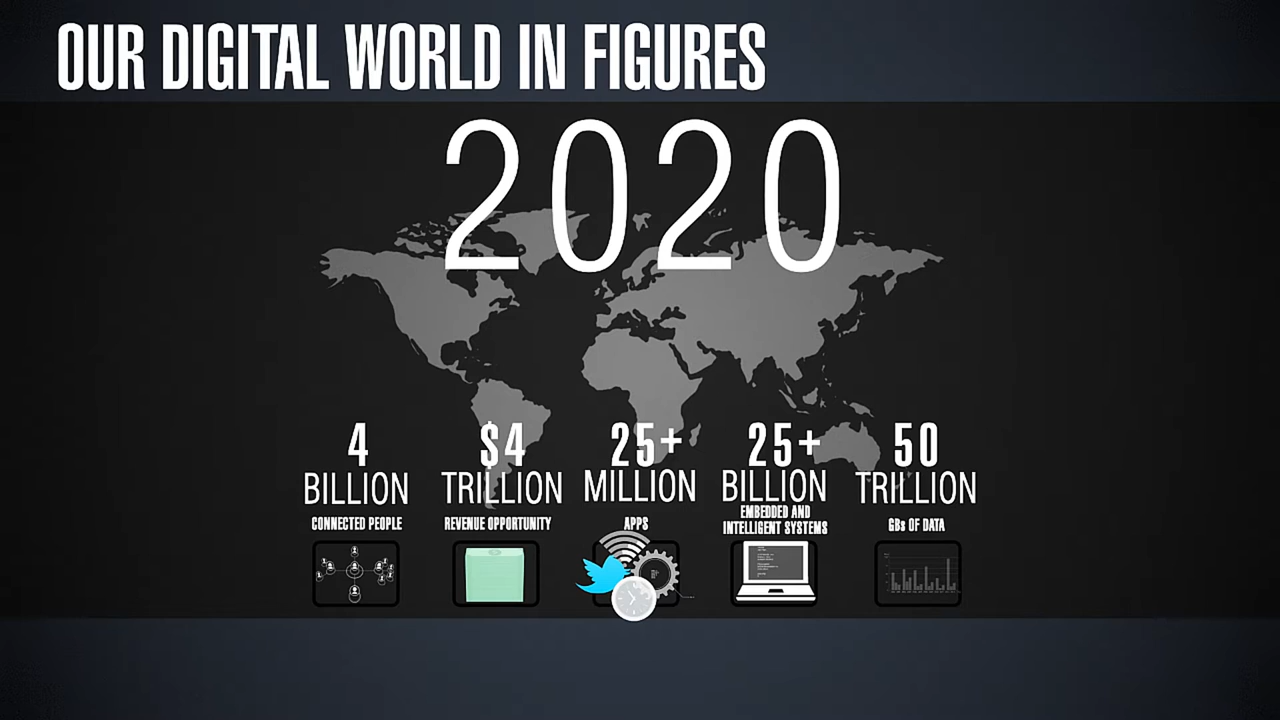 OUR DIGITAL WORLD IN FIGURES
2020
4
BILLION
CONNECTED PEOPLE
$4
TRILLION
REVENUE OPPORTUNITY
25+
MILLION
APPS
25+
BILLION
EMBEDDED AND
INTELLIGENT SYSTEMS
50
TRILLION
GBs OF DATA